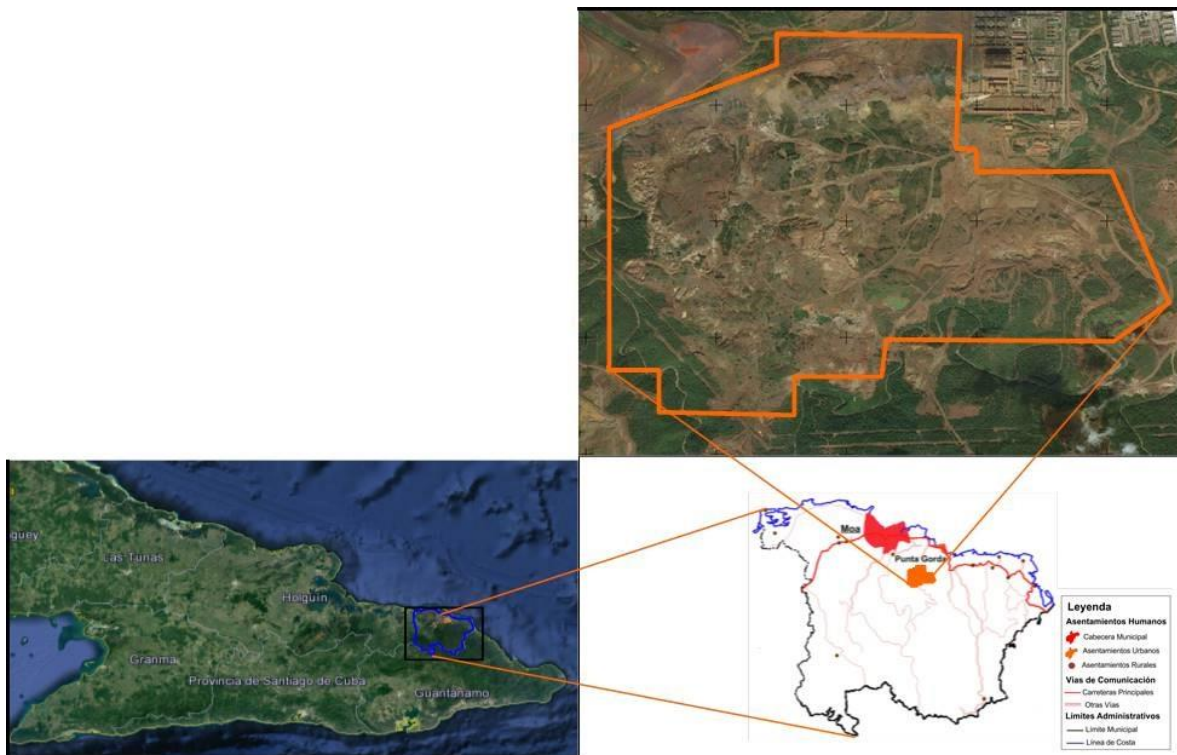 guey
Las Tunas
Holguín
Granma
Provincia de Santiago de Cuba
Guantánamo
Moa
Punta Gorda
Leyenda
Asentamientos Humanos
Cabecera Municipal
Asentamientos Urbanos
Asentamientos Rurales
Vías de Comunicación
Carreteras Principales
Otras Vías
Límites Administrativos
Límite Municipal
Línea de Costa